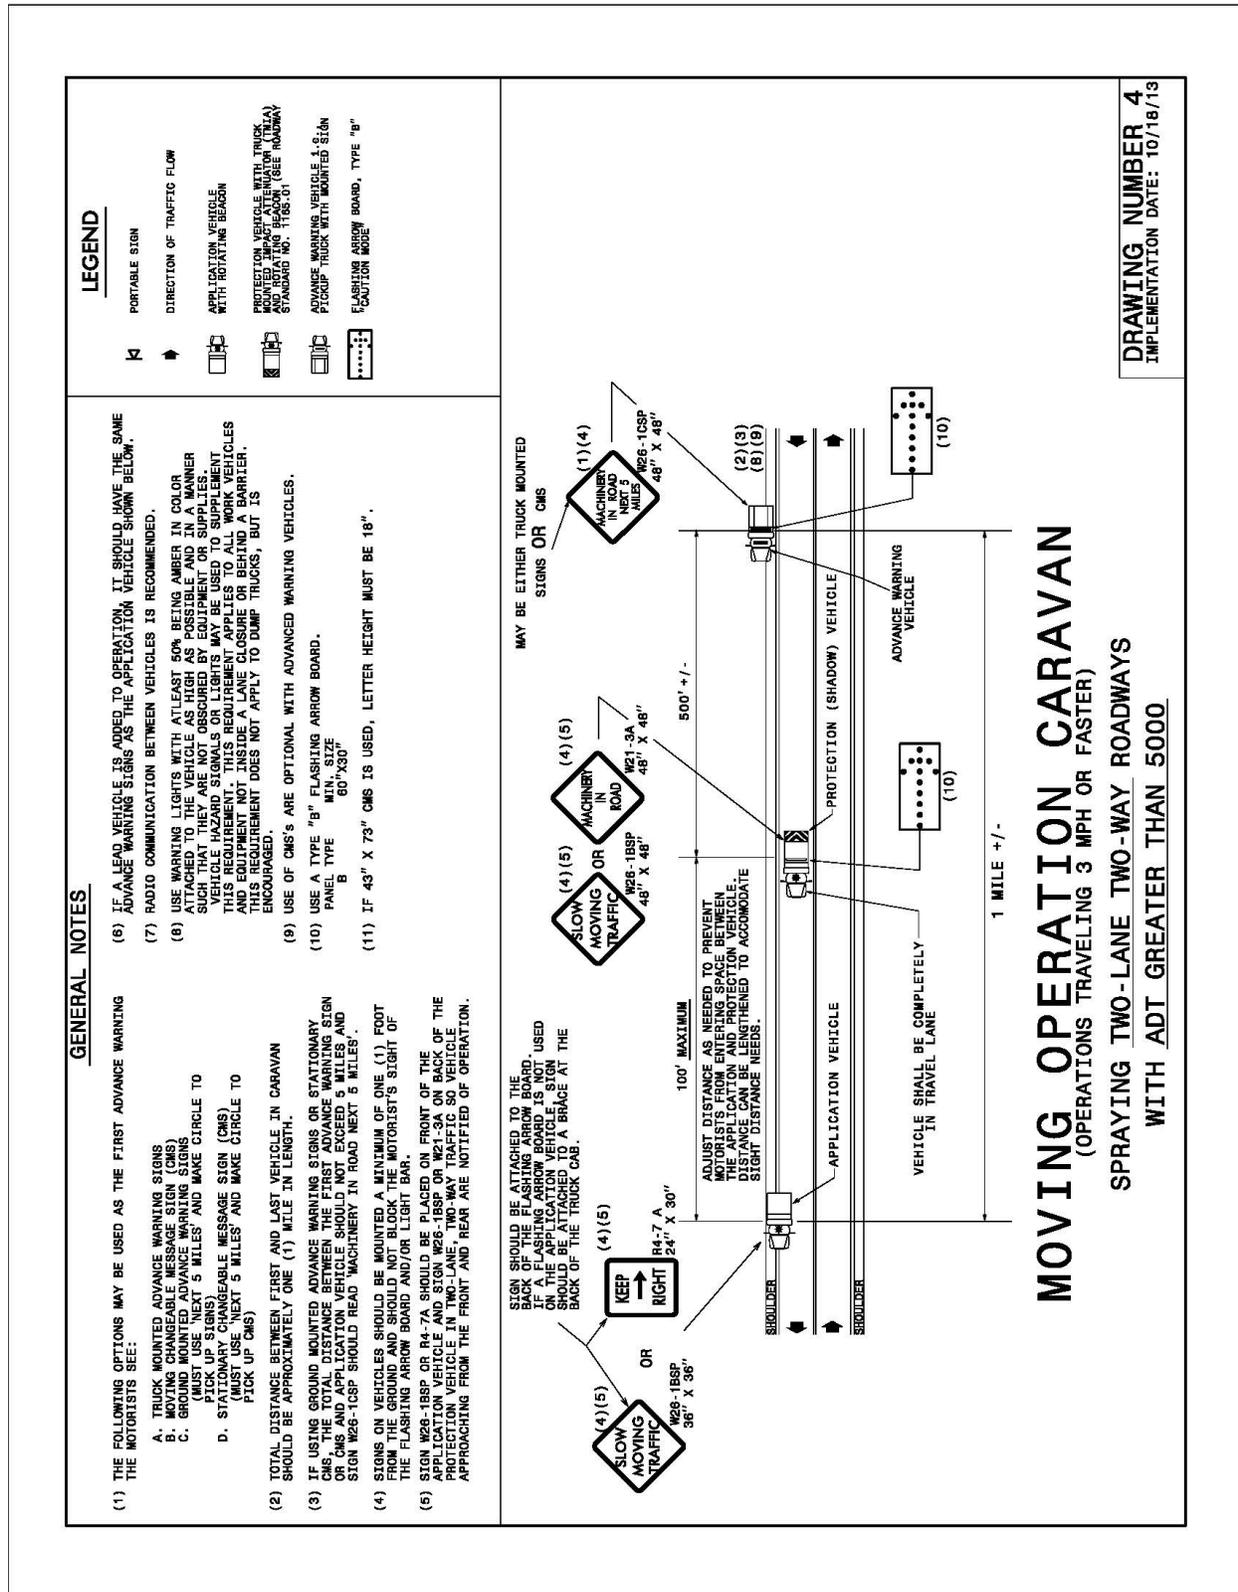 GENERAL NOTES
(1) THE FOLLOWING OPTIONS MAY BE USED AS THE FIRST ADVANCE WARNING
THE MOTORISTS SEE:
A. TRUCK MOUNTED ADVANCE WARNING SIGNS
B. MOVING CHANGEABLE MESSAGE SIGN (CMS)
C. GROUND MOUNTED ADVANCE WARNING SIGNS
(MUST USE 'NEXT 5 MILES' AND MAKE CIRCLE TO
PICK UP SIGNS)
D. STATIONARY CHANGEABLE MESSAGE SIGN (CMS)
(MUST USE 'NEXT 5 MILES' AND MAKE CIRCLE TO
PICK UP CMS)
(2) TOTAL DISTANCE BETWEEN FIRST AND LAST VEHICLE IN CARAVAN
SHOULD BE APPROXIMATELY ONE (1) MILE IN LENGTH.
(3) IF USING GROUND MOUNTED ADVANCE WARNING SIGNS OR STATIONARY
CMS, THE TOTAL DISTANCE BETWEEN THE FIRST ADVANCE WARNING SIGN
OR CMS AND APPLICATION VEHICLE SHOULD NOT EXCEED 5 MILES AND
SIGN W26-1CSP SHOULD READ 'MACHINERY IN ROAD NEXT 5 MILES'.
(4) SIGNS ON VEHICLES SHOULD BE MOUNTED A MINIMUM OF ONE (1) FOOT
FROM THE GROUND AND SHOULD NOT BLOCK THE MOTORIST'S SIGHT OF
THE FLASHING ARROW BOARD AND/OR LIGHT BAR.
(5) SIGN W26-1BSP OR R4-7A SHOULD BE PLACED ON FRONT OF THE
APPLICATION VEHICLE AND SIGN W26-1BSP OR W21-3A ON BACK OF THE
PROTECTION VEHICLE IN TWO-LANE, TWO-WAY TRAFFIC SO VEHICLE
APPROACHING FROM THE FRONT AND REAR ARE NOTIFIED OF OPERATION.
(6) IF A LEAD VEHICLE IS ADDED TO OPERATION, IT SHOULD HAVE THE SAME
ADVANCE WARNING SIGNS AS THE APPLICATION VEHICLE SHOWN BELOW.
(7) RADIO COMMUNICATION BETWEEN VEHICLES IS RECOMMENDED.
(8) USE WARNING LIGHTS WITH ATLEAST 50% BEING AMBER IN COLOR
ATTACHED TO THE VEHICLE AS HIGH AS POSSIBLE AND IN A MANNER
SUCH THAT THEY ARE NOT OBSCURED BY EQUIPMENT OR SUPPLIES.
VEHICLE HAZARD SIGNALS OR LIGHTS MAY BE USED TO SUPPLEMENT
THIS REQUIREMENT. THIS REQUIREMENT APPLIES TO ALL WORK VEHICLES
AND EQUIPMENT NOT INSIDE A LANE CLOSURE OR BEHIND A BARRIER.
THIS REQUIREMENT DOES NOT APPLY TO DUMP TRUCKS, BUT IS
ENCOURAGED.
(9) USE OF CMS's ARE OPTIONAL WITH ADVANCED WARNING VEHICLES.
(10) USE A TYPE "B" FLASHING ARROW BOARD.
PANEL TYPE MIN. SIZE
B 60"X30"
(11) IF 43" X 73" CMS IS USED, LETTER HEIGHT MUST BE 18".
LEGEND
PORTABLE SIGN
DIRECTION OF TRAFFIC FLOW
APPLICATION VEHICLE
WITH ROTATING BEACON
PROTECTION VEHICLE WITH TRUCK
MOUNTED IMPACT ATTENUATOR (TMIA)
AND ROTATING BEACON (SEE ROADWAY
STANDARD NO. 1165.01
ADVANCE WARNING VEHICLE
PICKUP TRUCK WITH MOUNTED SIGN
FLASHING ARROW BOARD, TYPE "B"
"CAUTION MODE"
SIGN SHOULD BE ATTACHED TO THE
BACK OF THE FLASHING ARROW BOARD.
IF A FLASHING ARROW BOARD IS NOT USED
ON THE APPLICATION VEHICLE, SIGN
SHOULD BE ATTACHED TO A BRACE AT THE
BACK OF THE TRUCK CAB.
(4)(5)
SLOW
MOVING
TRAFFIC
W26-1BSP
36" X 36"
OR
(4)(5)
KEEP
RIGHT
R4-7 A
24" X 30"
(4)(5)
SLOW
MOVING
TRAFFIC
W26-1BSP
48" X 48"
OR
(4)(5)
MACHINERY
IN
ROAD
W21-3A
48" X 48"
MAY BE EITHER TRUCK MOUNTED
SIGNS OR CMS
(1)(4)
MACHINERY
IN ROAD
NEXT 5
MILES
W26-1CSP
48" X 48"
100' MAXIMUM
ADJUST DISTANCE AS NEEDED TO PREVENT
MOTORISTS FROM ENTERING SPACE BETWEEN
THE APPLICATION AND PROTECTION VEHICLE.
DISTANCE CAN BE LENGTHENED TO ACCOMODATE
SIGHT DISTANCE NEEDS.
500' +/-
(2)(3)
(8)(9)
SHOULDER
SHOULDER
APPLICATION VEHICLE
PROTECTION (SHADOW) VEHICLE
ADVANCE WARNING
VEHICLE
VEHICLE SHALL BE COMPLETELY
IN TRAVEL LANE
(10)
(10)
1 MILE +/-
MOVING OPERATION CARAVAN
(OPERATIONS TRAVELING 3 MPH OR FASTER)
SPRAYING TWO-LANE TWO-WAY ROADWAYS
WITH ADT GREATER THAN 5000
DRAWING NUMBER 4
IMPLEMENTATION DATE: 10/18/13